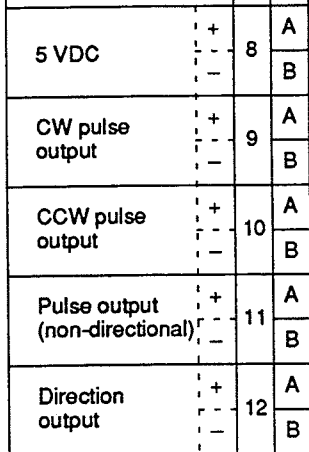 5 VDC + 8 A
– B
CW pulse output + 9 A
– B
CCW pulse output + 10 A
– B
Pulse output (non-directional) + 11 A
– B
Direction output + 12 A
– B